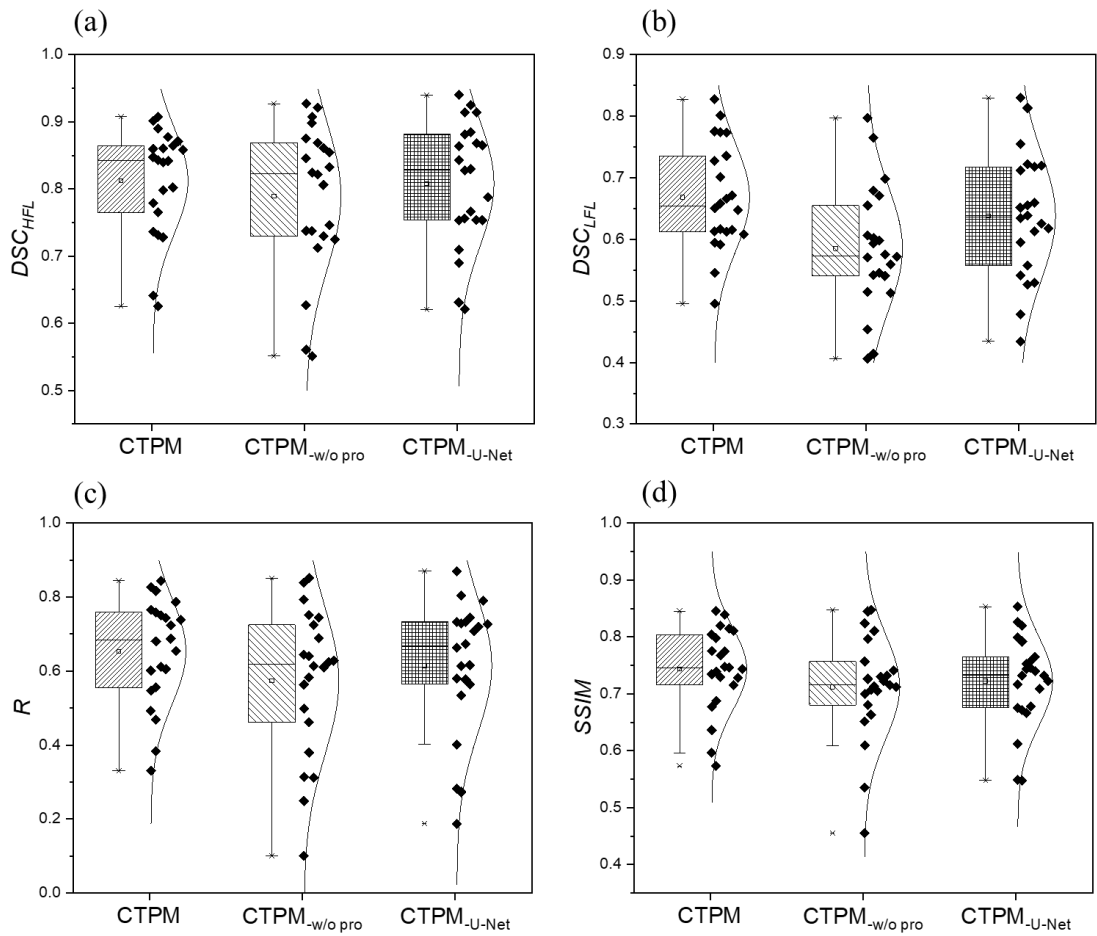 (a)
1.0
0.9
0.8
0.7
0.6
0.5
DSC_HFL
CTPM
CTPM-w/o pro
CTPM-U-Net
(b)
0.9
0.8
0.7
0.6
0.5
0.4
0.3
DSC_LFL
CTPM
CTPM-w/o pro
CTPM-U-Net
(c)
1.0
0.8
0.6
0.4
0.2
0.0
R
CTPM
CTPM-w/o pro
CTPM-U-Net
(d)
1.0
0.9
0.8
0.7
0.6
0.5
0.4
SSIM
CTPM
CTPM-w/o pro
CTPM-U-Net